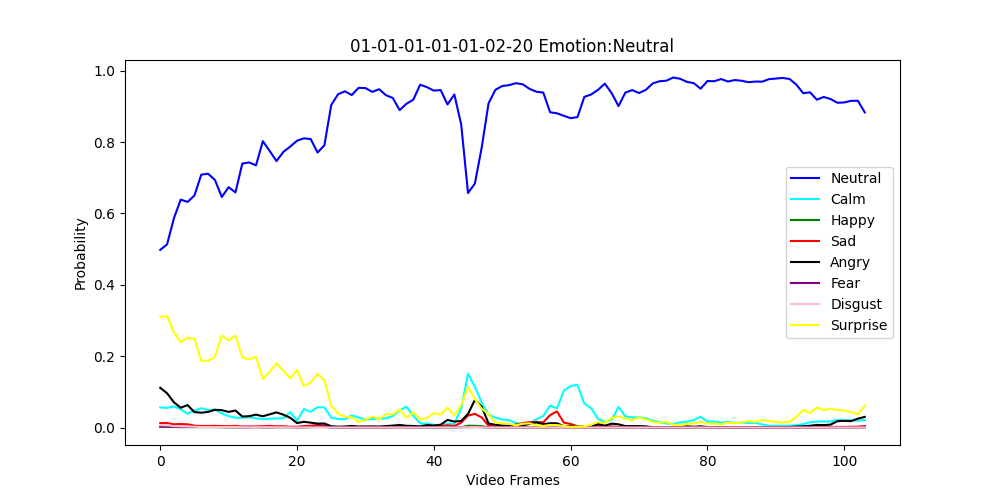 01-01-01-01-01-02-20 Emotion:Neutral
1.0
0.8
0.6
0.4
0.2
0.0
Probability
0
20
40
60
80
100
Video Frames
Neutral
Calm
Happy
Sad
Angry
Fear
Disgust
Surprise